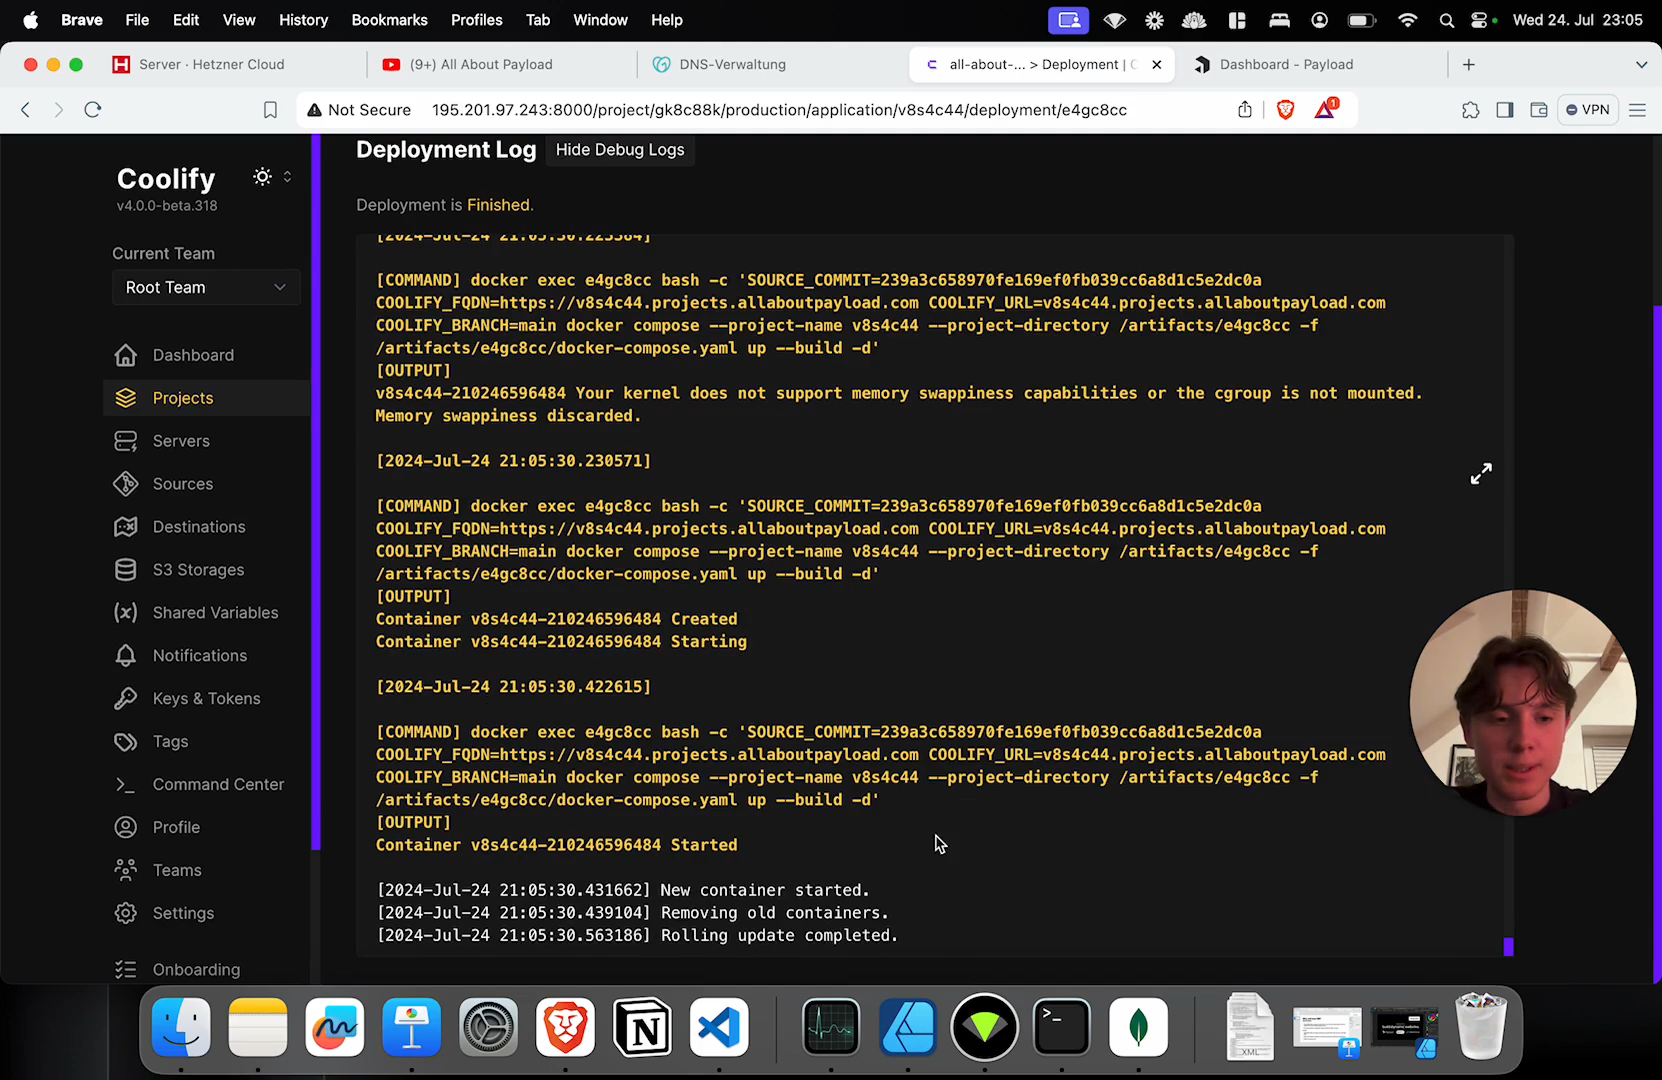 Brave File Edit View History Bookmarks Profiles Tab Window Help Wed 24. Jul 23:05
Server · Hetzner Cloud
(9+) All About Payload
DNS-Verwaltung
all-about-... > Deployment | C
Dashboard - Payload
Not Secure 195.201.97.243:8000/project/gk8c88k/production/application/v8s4c44/deployment/e4gc8cc
1
VPN
Coolify
v4.0.0-beta.318
Current Team
Root Team
Dashboard
Projects
Servers
Sources
Destinations
S3 Storages
Shared Variables
Notifications
Keys & Tokens
Tags
Command Center
Profile
Teams
Settings
Onboarding
Deployment Log Hide Debug Logs
Deployment is Finished.
[2024-Jul-24 21:05:30.223384]
[COMMAND] docker exec e4gc8cc bash -c 'SOURCE_COMMIT=239a3c658970fe169ef0fb039cc6a8d1c5e2dc0a
COOLIFY_FQDN=https://v8s4c44.projects.allaboutpayload.com COOLIFY_URL=v8s4c44.projects.allaboutpayload.com
COOLIFY_BRANCH=main docker compose --project-name v8s4c44 --project-directory /artifacts/e4gc8cc -f
/artifacts/e4gc8cc/docker-compose.yaml up --build -d'
[OUTPUT]
v8s4c44-210246596484 Your kernel does not support memory swappiness capabilities or the cgroup is not mounted.
Memory swappiness discarded.
[2024-Jul-24 21:05:30.230571]
[COMMAND] docker exec e4gc8cc bash -c 'SOURCE_COMMIT=239a3c658970fe169ef0fb039cc6a8d1c5e2dc0a
COOLIFY_FQDN=https://v8s4c44.projects.allaboutpayload.com COOLIFY_URL=v8s4c44.projects.allaboutpayload.com
COOLIFY_BRANCH=main docker compose --project-name v8s4c44 --project-directory /artifacts/e4gc8cc -f
/artifacts/e4gc8cc/docker-compose.yaml up --build -d'
[OUTPUT]
Container v8s4c44-210246596484 Created
Container v8s4c44-210246596484 Starting
[2024-Jul-24 21:05:30.422615]
[COMMAND] docker exec e4gc8cc bash -c 'SOURCE_COMMIT=239a3c658970fe169ef0fb039cc6a8d1c5e2dc0a
COOLIFY_FQDN=https://v8s4c44.projects.allaboutpayload.com COOLIFY_URL=v8s4c44.projects.allaboutpayload.com
COOLIFY_BRANCH=main docker compose --project-name v8s4c44 --project-directory /artifacts/e4gc8cc -f
/artifacts/e4gc8cc/docker-compose.yaml up --build -d'
[OUTPUT]
Container v8s4c44-210246596484 Started
[2024-Jul-24 21:05:30.431662] New container started.
[2024-Jul-24 21:05:30.439104] Removing old containers.
[2024-Jul-24 21:05:30.563186] Rolling update completed.